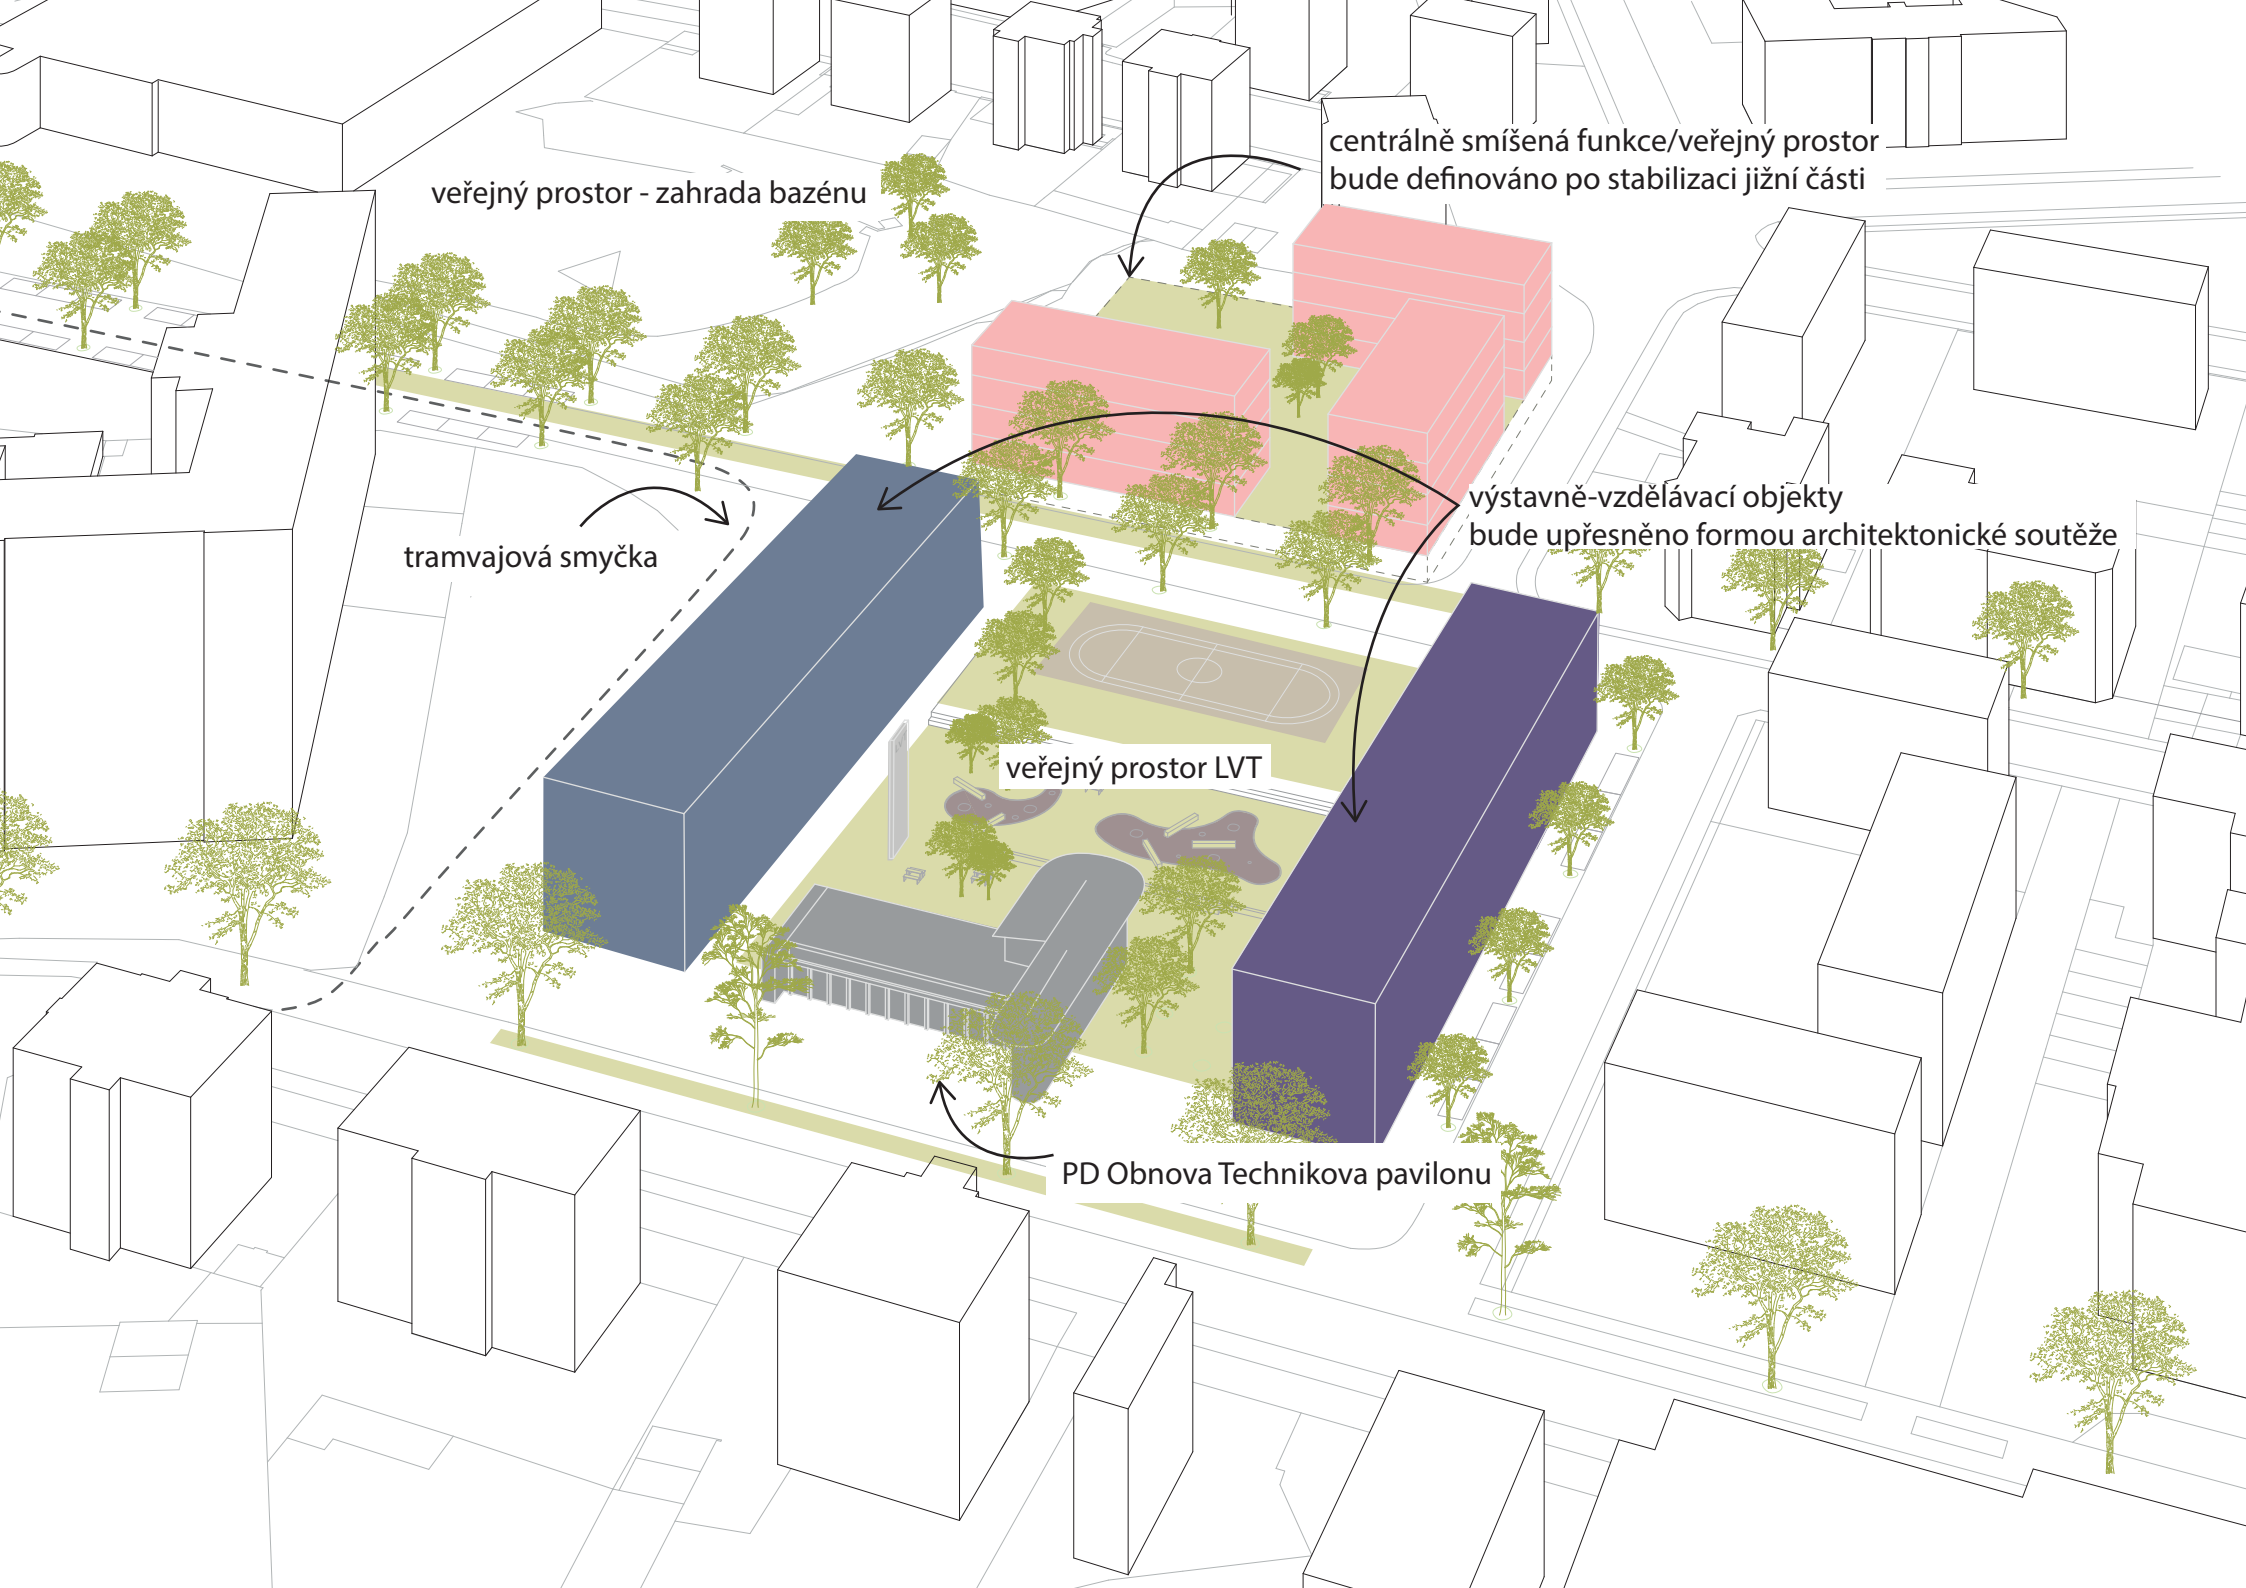 centrálně smíšená funkce/veřejný prostor
bude definováno po stabilizaci jižní části
veřejný prostor - zahrada bazénu
výstavně-vzdělávací objekty
bude upřesněno formou architektonické soutěže
tramvajová smyčka
veřejný prostor LVT
LVT
PD Obnova Technikova pavilonu